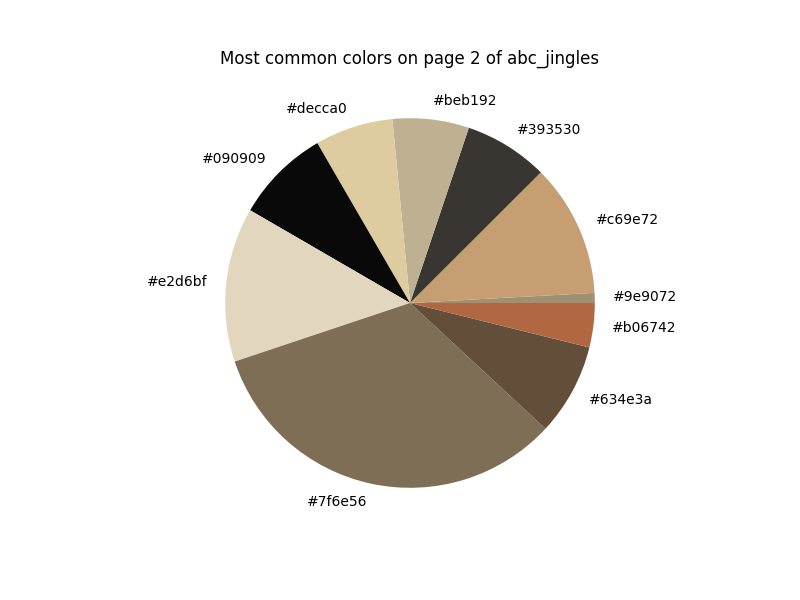 Most common colors on page 2 of abc_jingles
#beb192
#decca0
#393530
#090909
#c69e72
#e2d6bf
#9e9072
#b06742
#634e3a
#7f6e56